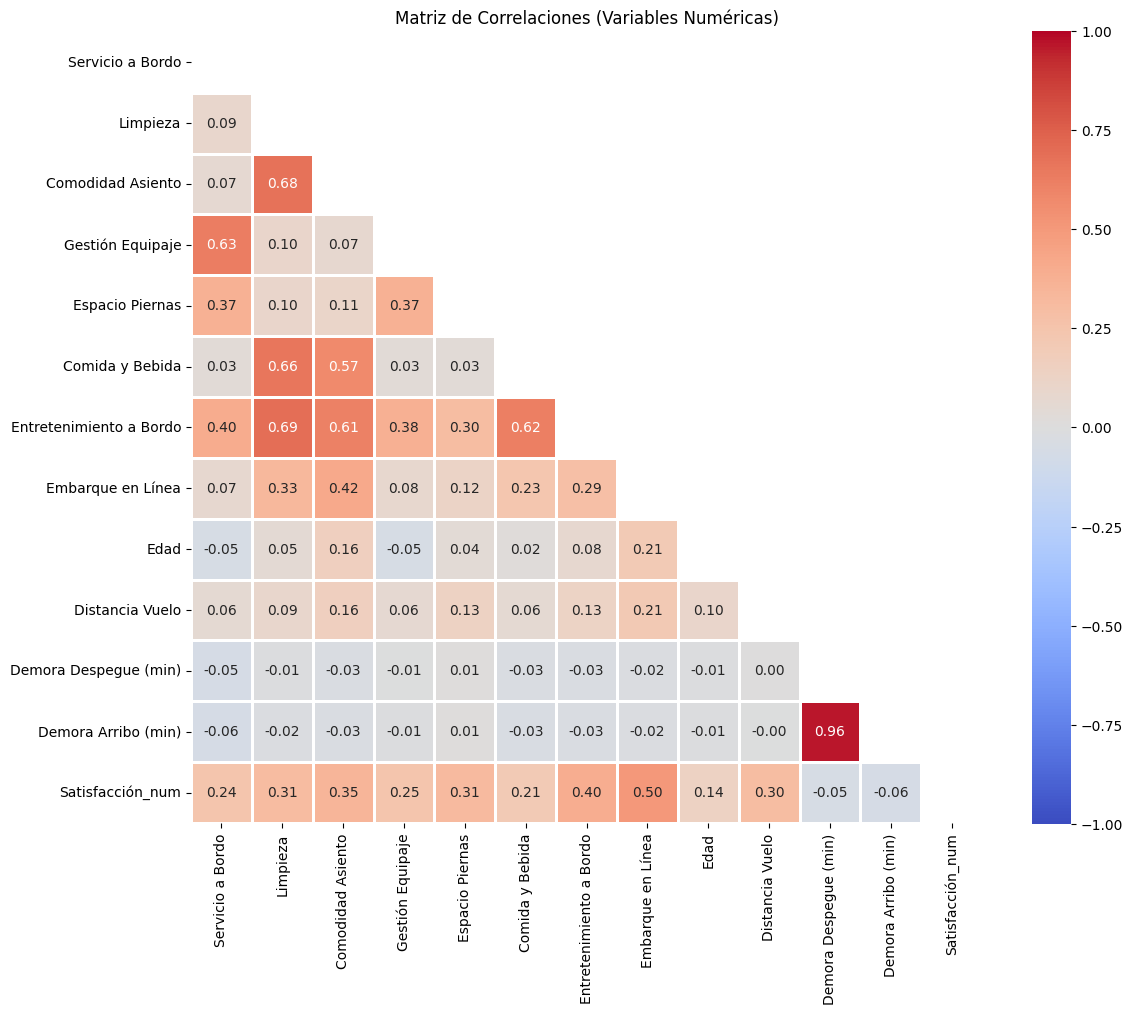 Matriz de Correlaciones (Variables Numéricas)
Servicio a Bordo
Limpieza 0.09
Comodidad Asiento 0.07 0.68
Gestión Equipaje 0.63 0.10 0.07
Espacio Piernas 0.37 0.10 0.11 0.37
Comida y Bebida 0.03 0.66 0.57 0.03 0.03
Entretenimiento a Bordo 0.40 0.69 0.61 0.38 0.30 0.62
Embarque en Línea 0.07 0.33 0.42 0.08 0.12 0.23 0.29
Edad -0.05 0.05 0.16 -0.05 0.04 0.02 0.08 0.21
Distancia Vuelo 0.06 0.09 0.16 0.06 0.13 0.06 0.13 0.21 0.10
Demora Despegue (min) -0.05 -0.01 -0.03 -0.01 0.01 -0.03 -0.03 -0.02 -0.01 0.00
Demora Arribo (min) -0.06 -0.02 -0.03 -0.01 0.01 -0.03 -0.03 -0.02 -0.01 -0.00 0.96
Satisfacción_num 0.24 0.31 0.35 0.25 0.31 0.21 0.40 0.50 0.14 0.30 -0.05 -0.06
Servicio a Bordo
Limpieza
Comodidad Asiento
Gestión Equipaje
Espacio Piernas
Comida y Bebida
Entretenimiento a Bordo
Embarque en Línea
Edad
Distancia Vuelo
Demora Despegue (min)
Demora Arribo (min)
Satisfacción_num
1.00
0.75
0.50
0.25
0.00
−0.25
−0.50
−0.75
−1.00